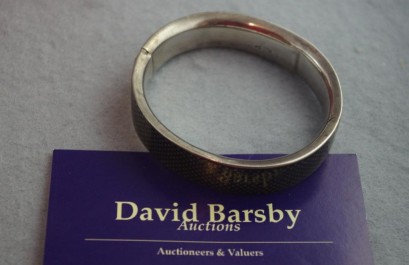 David Barsby
Auctions
Auctioneers & Valuers